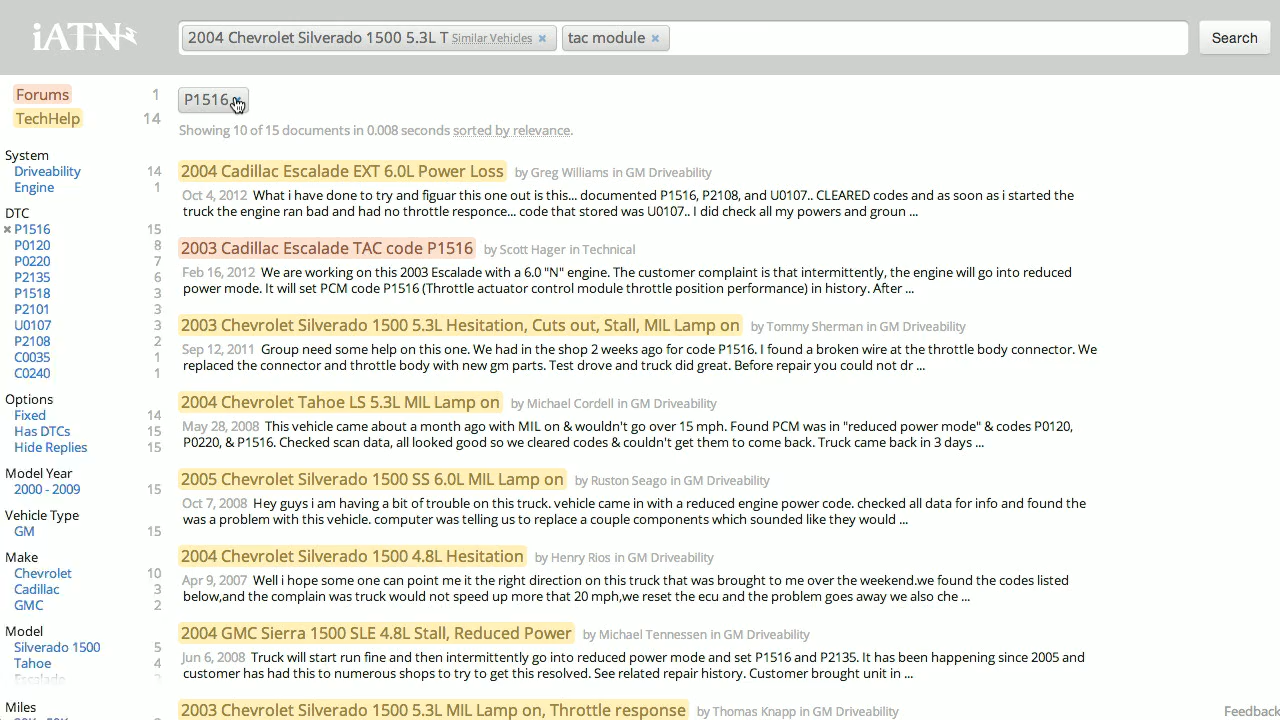 iATN
2004 Chevrolet Silverado 1500 5.3L T Similar Vehicles × tac module ×
Search
Forums 1
TechHelp 14
System
Driveability 14
Engine 1
DTC
× P1516 15
P0120 8
P0220 7
P2135 6
P1518 3
P2101 3
U0107 3
P2108 2
C0035 1
C0240 1
Options
Fixed 14
Has DTCs 15
Hide Replies 15
Model Year
2000 - 2009 15
Vehicle Type
GM 15
Make
Chevrolet 10
Cadillac 3
GMC 2
Model
Silverado 1500 5
Tahoe 4
Escalade
Miles
P1516
Showing 10 of 15 documents in 0.008 seconds sorted by relevance.
2004 Cadillac Escalade EXT 6.0L Power Loss by Greg Williams in GM Driveability
Oct 4, 2012 What i have done to try and figuar this one out is this... documented P1516, P2108, and U0107.. CLEARED codes and as soon as i started the
truck the engine ran bad and had no throttle responce... code that stored was U0107.. I did check all my powers and groun ...
2003 Cadillac Escalade TAC code P1516 by Scott Hager in Technical
Feb 16, 2012 We are working on this 2003 Escalade with a 6.0 "N" engine. The customer compaint is that intermittently, the engine will go into reduced
power mode. It will set PCM code P1516 (Throttle actuator control module throttle position performance) in history. After ...
2003 Chevrolet Silverado 1500 5.3L Hesitation, Cuts out, Stall, MIL Lamp on by Tommy Sherman in GM Driveability
Sep 12, 2011 Group need some help on this one. We had in the shop 2 weeks ago for code P1516. I found a broken wire at the throttle body connector. We
replaced the connector and throttle body with new gm parts. Test drove and truck did great. Before repair you could not dr ...
2004 Chevrolet Tahoe LS 5.3L MIL Lamp on by Michael Cordell in GM Driveability
May 28, 2008 This vehicle came about a month ago with MIL on & wouldn't go over 15 mph. Found PCM was in "reduced power mode" & codes P0120,
P0220, & P1516. Checked scan data, all looked good so we cleared codes & couldn't get them to come back. Truck came back in 3 days ...
2005 Chevrolet Silverado 1500 SS 6.0L MIL Lamp on by Ruston Seago in GM Driveability
Oct 7, 2008 Hey guys i am having a bit of trouble on this truck. vehicle came in with a reduced engine power code. checked all data for info and found the
was a problem with this vehicle. computer was telling us to replace a couple components which sounded like they would ...
2004 Chevrolet Silverado 1500 4.8L Hesitation by Henry Rios in GM Driveability
Apr 9, 2007 Well i hope some one can point me it the right direction on this truck that was brought to me over the weekend.we found the codes listed
below,and the complain was truck would not speed up more that 20 mph,we reset the ecu and the problem goes away we also che ...
2004 GMC Sierra 1500 SLE 4.8L Stall, Reduced Power by Michael Tennessen in GM Driveability
Jun 6, 2008 Truck will start run fine and then intermittently go into reduced power mode and set P1516 and P2135. It has been happening since 2005 and
customer has had this to numerous shops to try to get this resolved. See related repair history. Customer brought unit in ...
2003 Chevrolet Silverado 1500 5.3L MIL Lamp on, Throttle response by Thomas Knapp in GM Driveability
Feedback